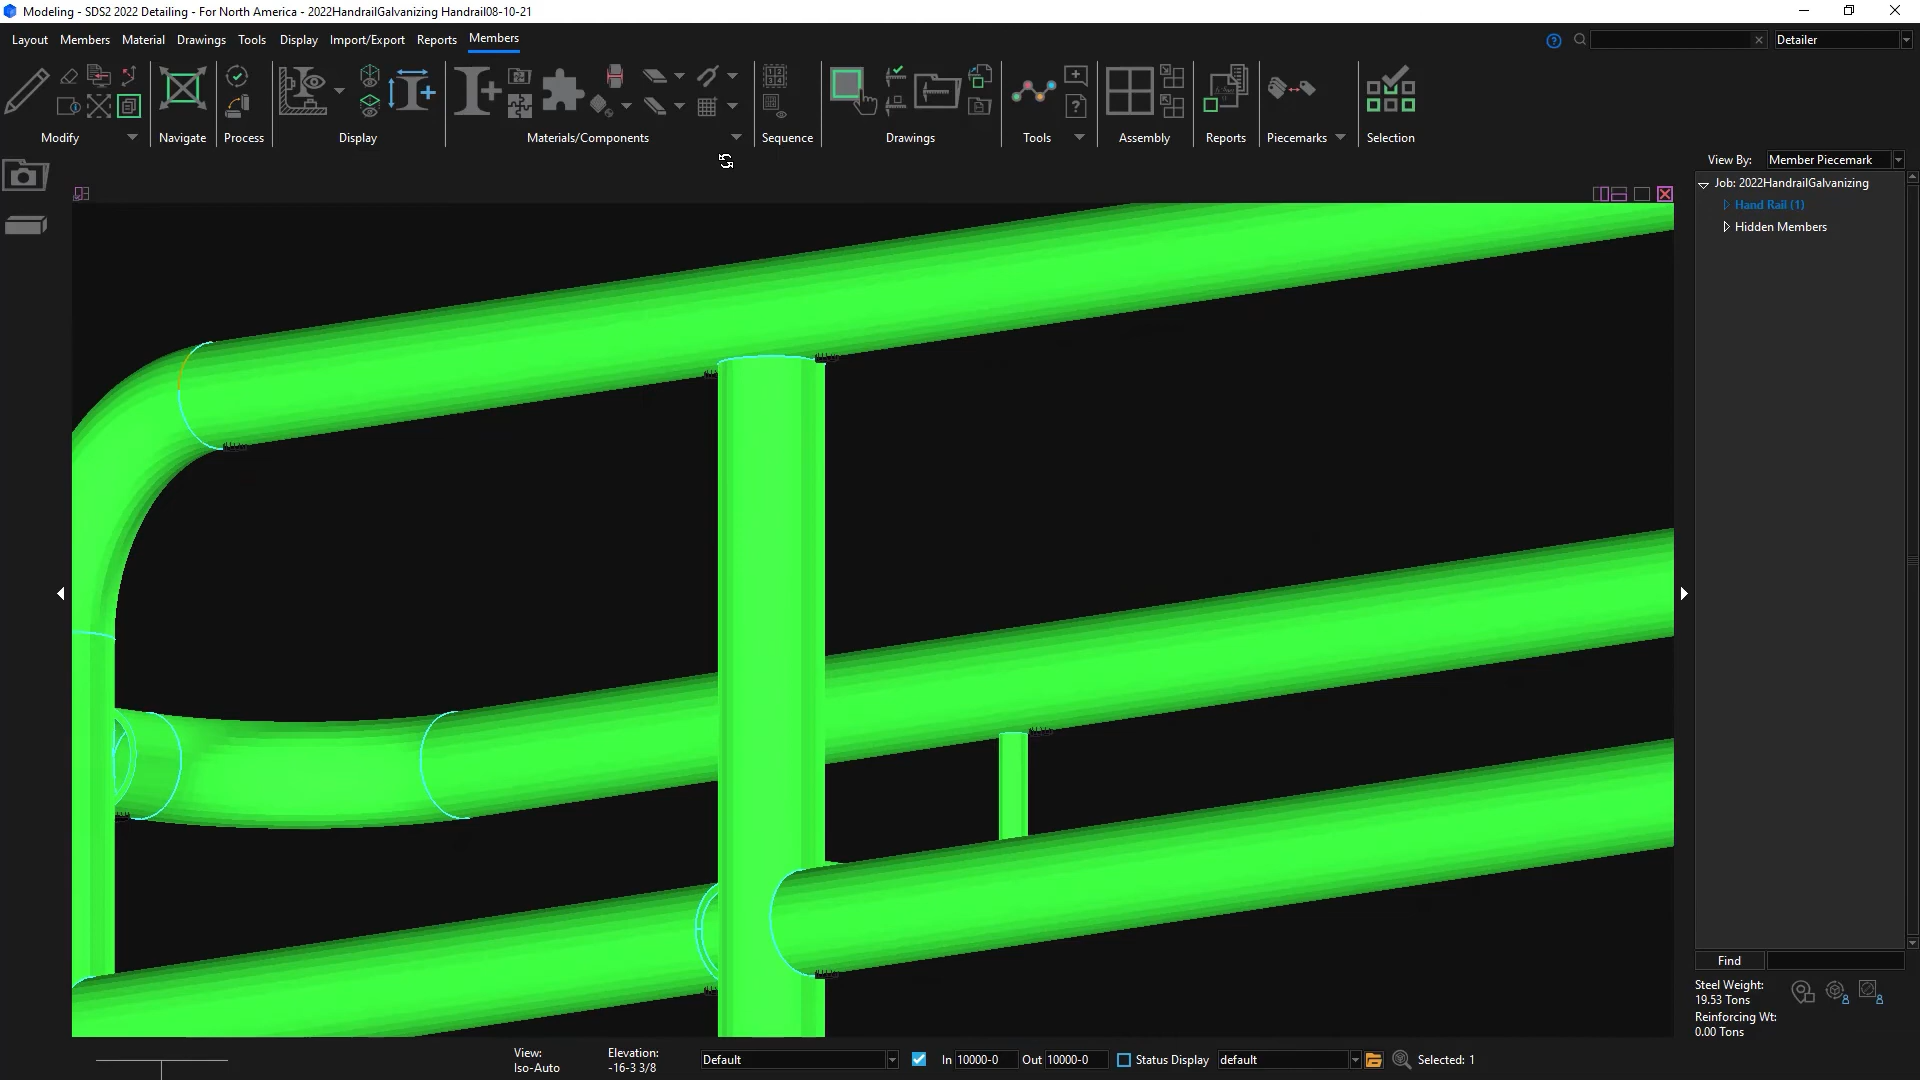 Modeling - SDS2 2022 Detailing - For North America - 2022HandrailGalvanizing Handrail08-10-21
Layout Members Material Drawings Tools Display Import/Export Reports Members
Detailer
Modify Navigate Process Display Materials/Components Sequence Drawings Tools Assembly Reports Piecemarks Selection
View By: Member Piecemark
Job: 2022HandrailGalvanizing
Hand Rail (1)
Hidden Members
Find
Steel Weight:
19.53 Tons
Reinforcing Wt:
0.00 Tons
View:
Iso-Auto
Elevation:
-16-3 3/8
Default
In 10000-0 Out 10000-0 Status Display default Selected: 1